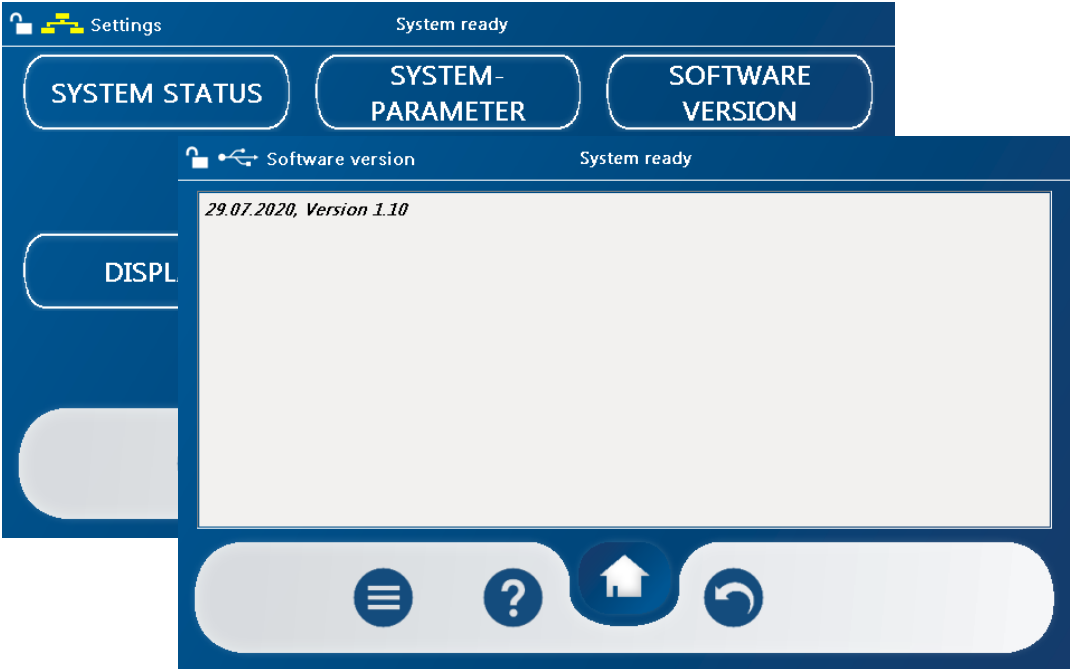 Settings
System ready
SYSTEM STATUS
SYSTEM-
PARAMETER
SOFTWARE
VERSION
DISPL
Software version
System ready
29.07.2020, Version 1.10
?